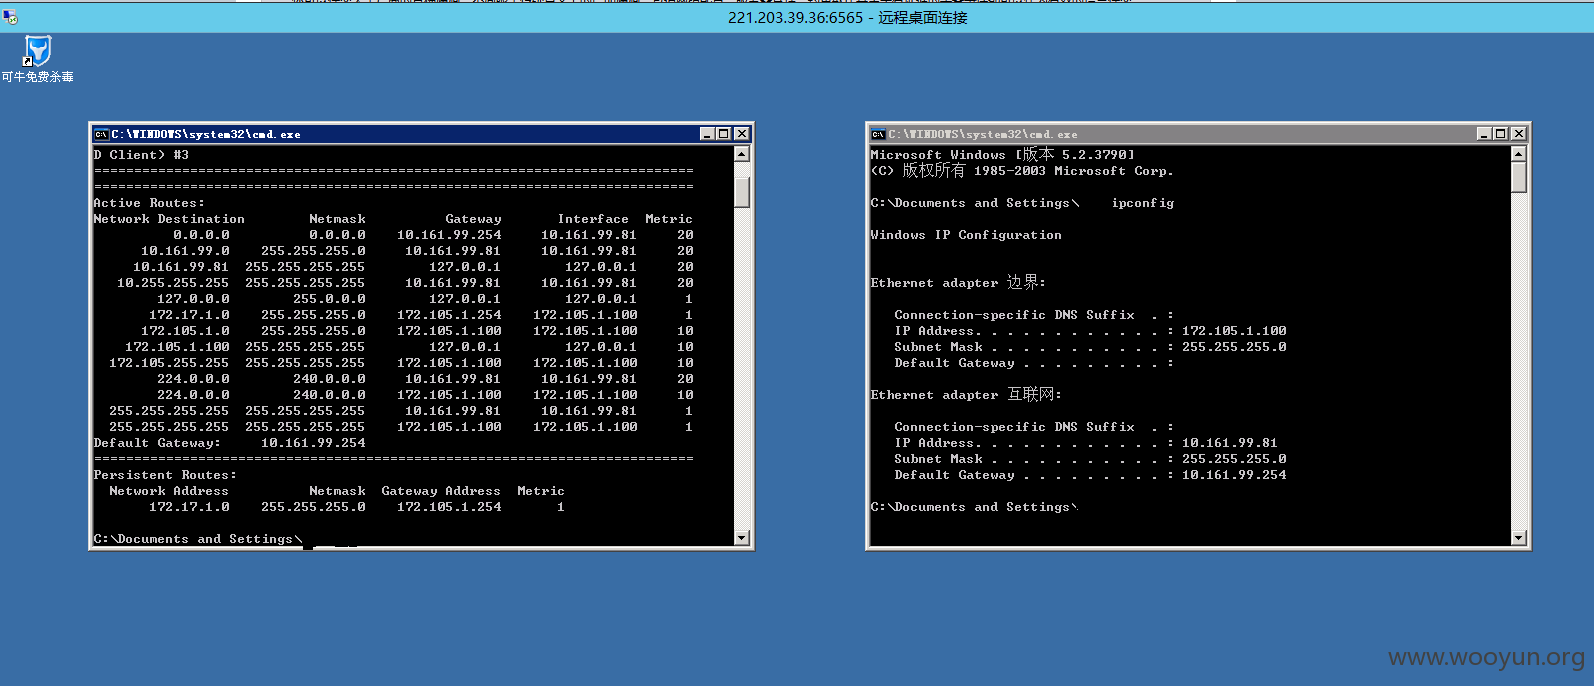 221.203.39.36:6565 - 远程桌面连接
可牛免费杀毒
C:\WINDOWS\system32\cmd.exe
D Client) #3
===========================================================================
===========================================================================
Active Routes:
Network Destination        Netmask          Gateway       Interface  Metric
0.0.0.0          0.0.0.0    10.161.99.254    10.161.99.81     20
10.161.99.0    255.255.255.0     10.161.99.81    10.161.99.81     20
10.161.99.81  255.255.255.255        127.0.0.1       127.0.0.1     20
10.255.255.255  255.255.255.255     10.161.99.81    10.161.99.81     20
127.0.0.0        255.0.0.0        127.0.0.1       127.0.0.1      1
172.17.1.0    255.255.255.0    172.105.1.254   172.105.1.100      1
172.105.1.0    255.255.255.0    172.105.1.100   172.105.1.100     10
172.105.1.100  255.255.255.255        127.0.0.1       127.0.0.1     10
172.105.255.255  255.255.255.255    172.105.1.100   172.105.1.100     10
224.0.0.0        240.0.0.0     10.161.99.81    10.161.99.81     20
224.0.0.0        240.0.0.0    172.105.1.100   172.105.1.100     10
255.255.255.255  255.255.255.255     10.161.99.81    10.161.99.81      1
255.255.255.255  255.255.255.255    172.105.1.100   172.105.1.100      1
Default Gateway:     10.161.99.254
===========================================================================
Persistent Routes:
Network Address          Netmask  Gateway Address  Metric
172.17.1.0    255.255.255.0    172.105.1.254       1
C:\Documents and Settings\
C:\WINDOWS\system32\cmd.exe
Microsoft Windows [版本 5.2.3790]
(C) 版权所有 1985-2003 Microsoft Corp.
C:\Documents and Settings\    ipconfig
Windows IP Configuration
Ethernet adapter 边界:
Connection-specific DNS Suffix  . :
IP Address. . . . . . . . . . . . : 172.105.1.100
Subnet Mask . . . . . . . . . . . : 255.255.255.0
Default Gateway . . . . . . . . . :
Ethernet adapter 互联网:
Connection-specific DNS Suffix  . :
IP Address. . . . . . . . . . . . : 10.161.99.81
Subnet Mask . . . . . . . . . . . : 255.255.255.0
Default Gateway . . . . . . . . . : 10.161.99.254
C:\Documents and Settings\
www.wooyun.org